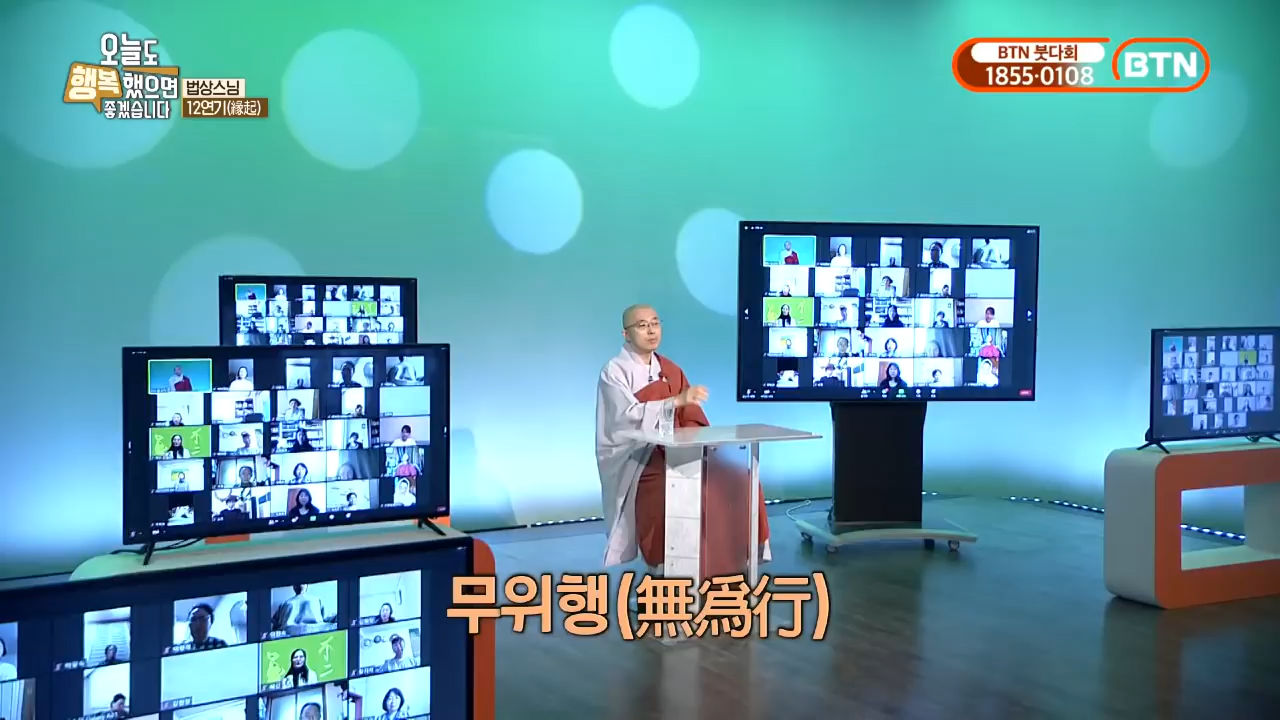 오늘도
행복했으면
좋겠습니다
법상스님
12연기(緣起)
BTN 붓다회
1855·0108
BTN
무위행(無爲行)